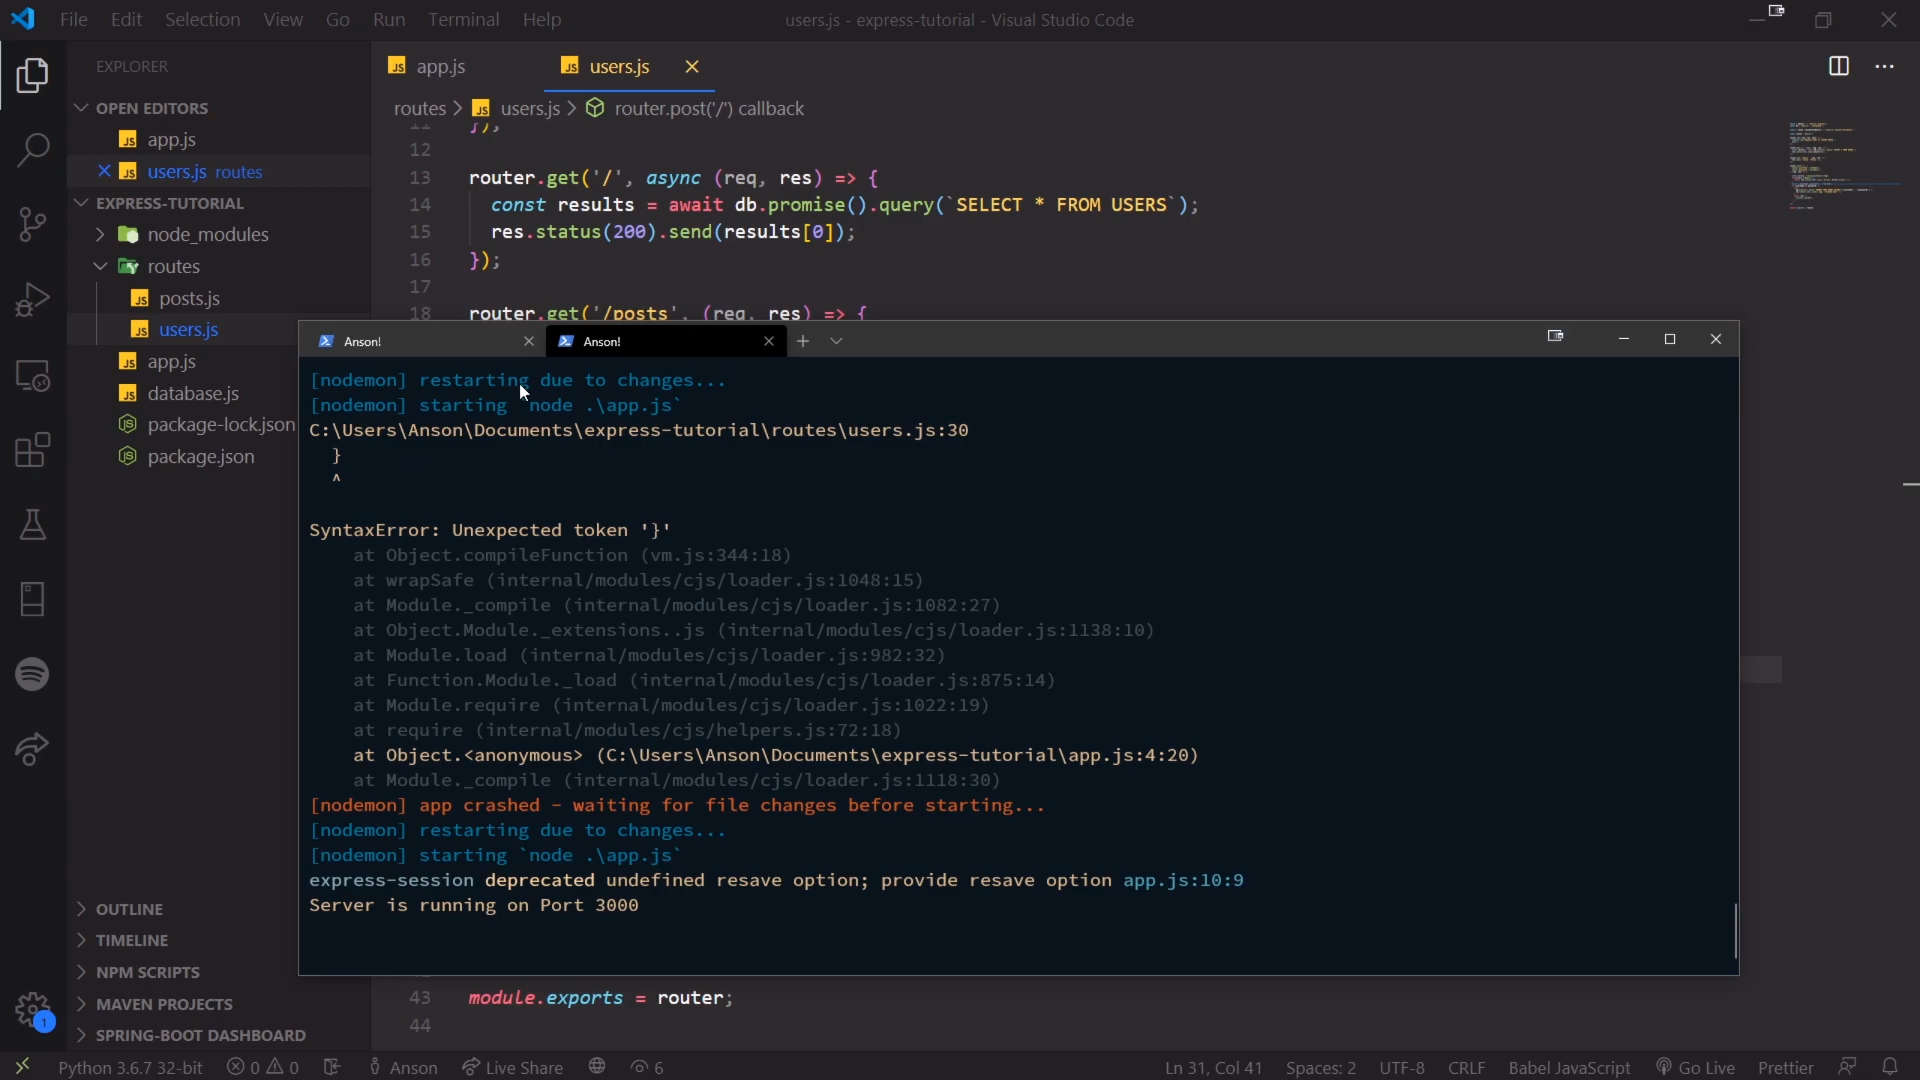 File Edit Selection View Go Run Terminal Help
users.js - express-tutorial - Visual Studio Code
EXPLORER
OPEN EDITORS
JS app.js
JS users.js routes
EXPRESS-TUTORIAL
node_modules
routes
JS posts.js
JS users.js
JS app.js
JS database.js
package-lock.json
package.json
OUTLINE
TIMELINE
NPM SCRIPTS
MAVEN PROJECTS
SPRING-BOOT DASHBOARD
JS app.js
JS users.js
routes > JS users.js > router.post('/') callback
11 });
12
13 router.get('/', async (req, res) => {
14 const results = await db.promise().query(`SELECT * FROM USERS`);
15 res.status(200).send(results[0]);
16 });
17
18 router.get('/posts', (req, res) => {
Anson!
Anson!
[nodemon] restarting due to changes...
[nodemon] starting `node .\app.js`
C:\Users\Anson\Documents\express-tutorial\routes\users.js:30
}
^
SyntaxError: Unexpected token '}'
at Object.compileFunction (vm.js:344:18)
at wrapSafe (internal/modules/cjs/loader.js:1048:15)
at Module._compile (internal/modules/cjs/loader.js:1082:27)
at Object.Module._extensions..js (internal/modules/cjs/loader.js:1138:10)
at Module.load (internal/modules/cjs/loader.js:982:32)
at Function.Module._load (internal/modules/cjs/loader.js:875:14)
at Module.require (internal/modules/cjs/loader.js:1022:19)
at require (internal/modules/cjs/helpers.js:72:18)
at Object.<anonymous> (C:\Users\Anson\Documents\express-tutorial\app.js:4:20)
at Module._compile (internal/modules/cjs/loader.js:1118:30)
[nodemon] app crashed - waiting for file changes before starting...
[nodemon] restarting due to changes...
[nodemon] starting `node .\app.js`
express-session deprecated undefined resave option; provide resave option app.js:10:9
Server is running on Port 3000
43 module.exports = router;
44
1
Python 3.6.7 32-bit 0 0 Anson Live Share 6
Ln 31, Col 41 Spaces: 2 UTF-8 CRLF Babel JavaScript Go Live Prettier